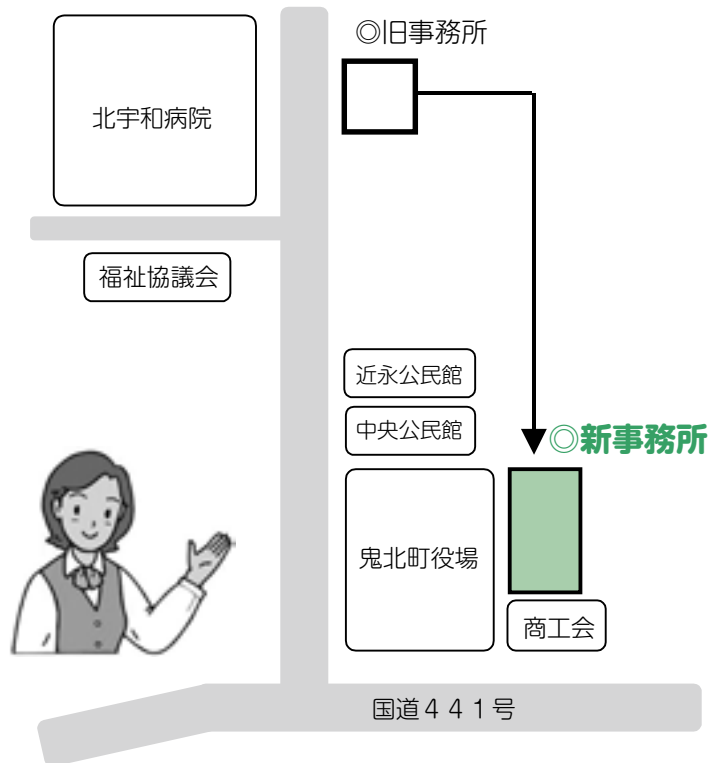 ◎旧事務所
北宇和病院
福祉協議会
近永公民館
中央公民館
◎新事務所
鬼北町役場
商工会
国道４４１号